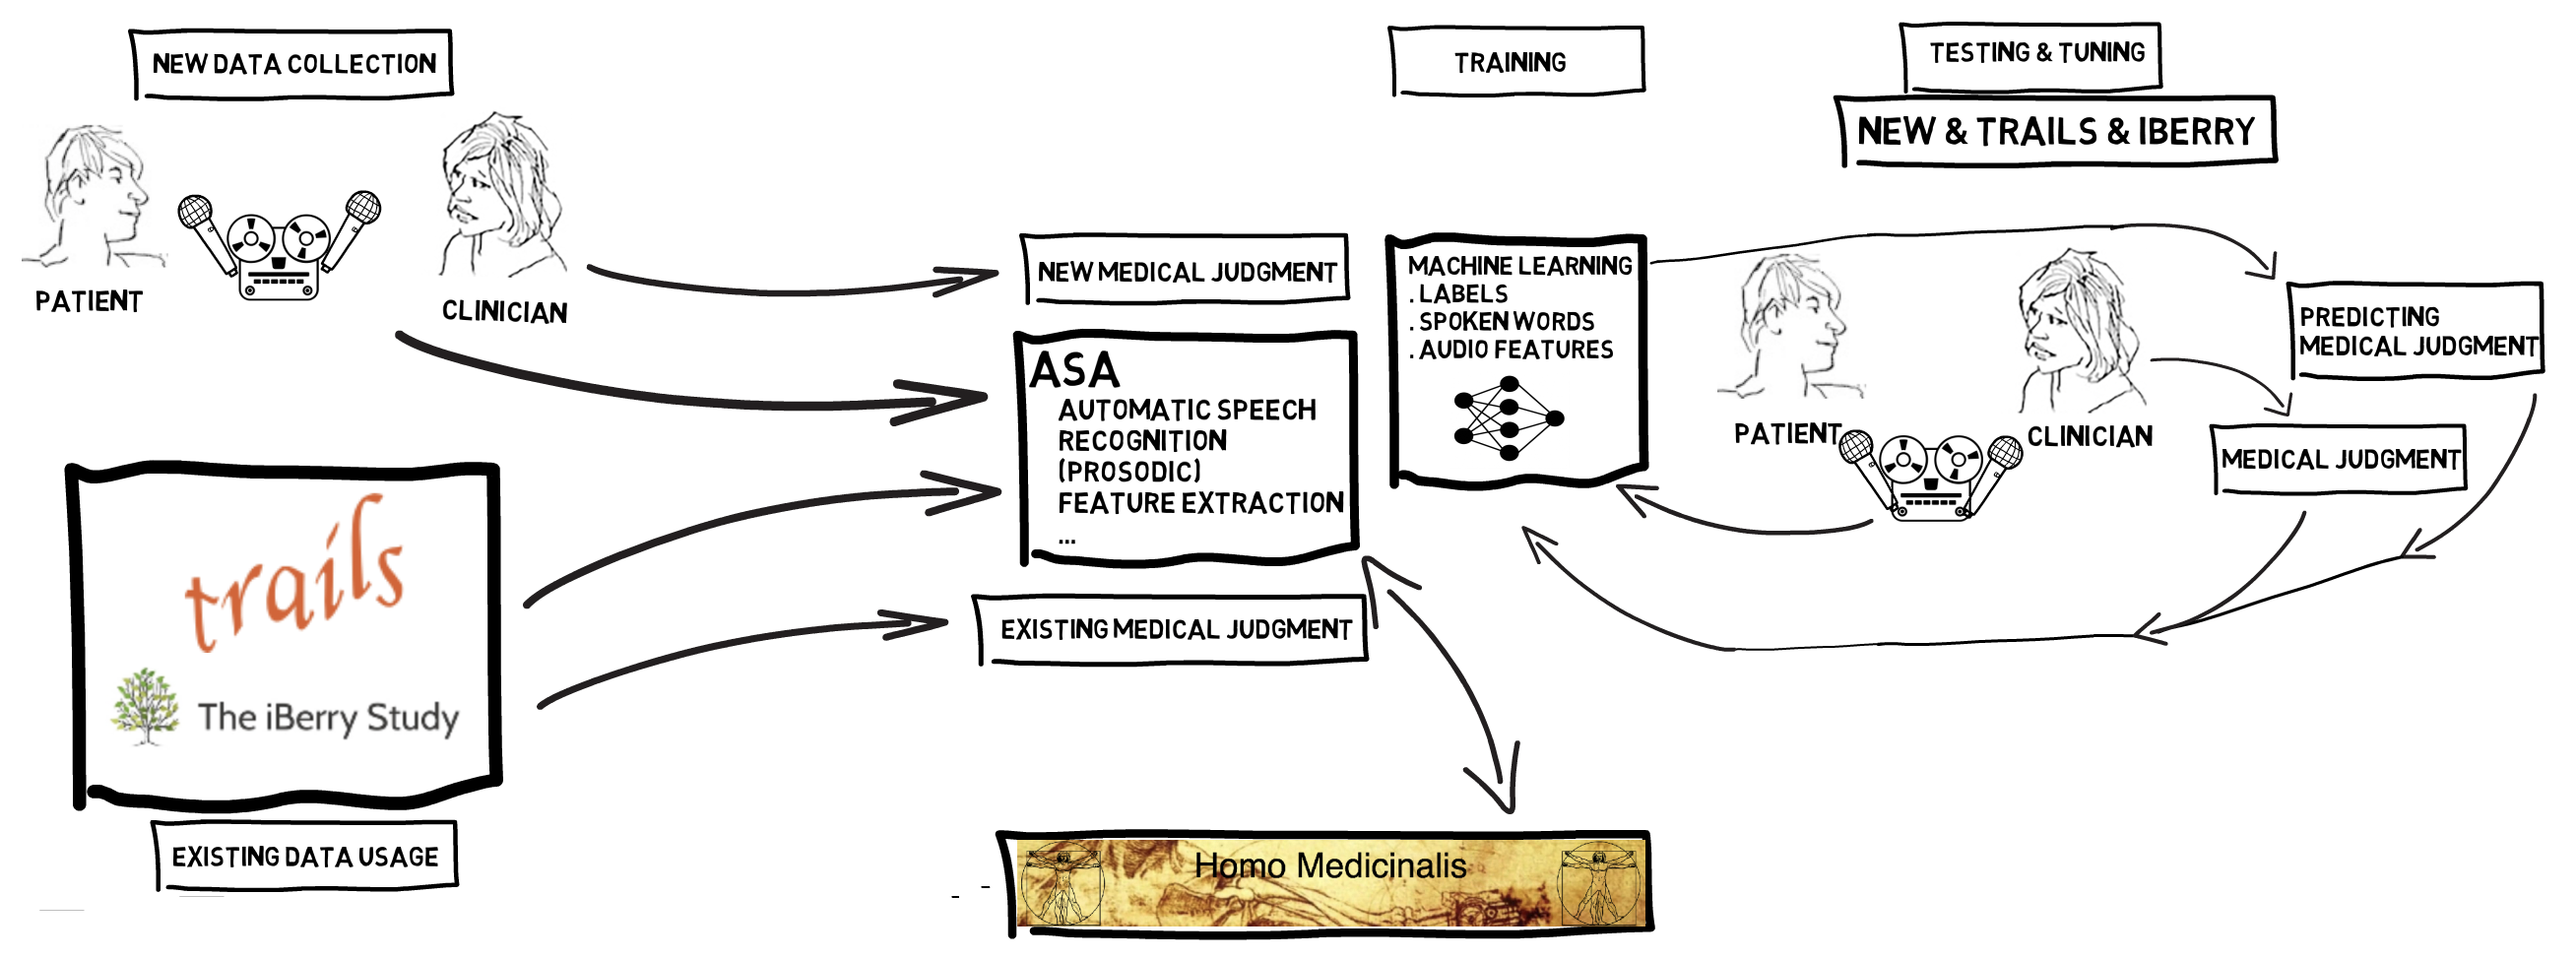 NEW DATA COLLECTION
PATIENT
CLINICIAN
trails
The iBerry Study
EXISTING DATA USAGE
NEW MEDICAL JUDGMENT
ASA
AUTOMATIC SPEECH
RECOGNITION
(PROSODIC)
FEATURE EXTRACTION
...
EXISTING MEDICAL JUDGMENT
Homo Medicinalis
TRAINING
MACHINE LEARNING
. LABELS
. SPOKEN WORDS
. AUDIO FEATURES
TESTING & TUNING
NEW & TRAILS & IBERRY
PATIENT
CLINICIAN
PREDICTING
MEDICAL JUDGMENT
MEDICAL JUDGMENT